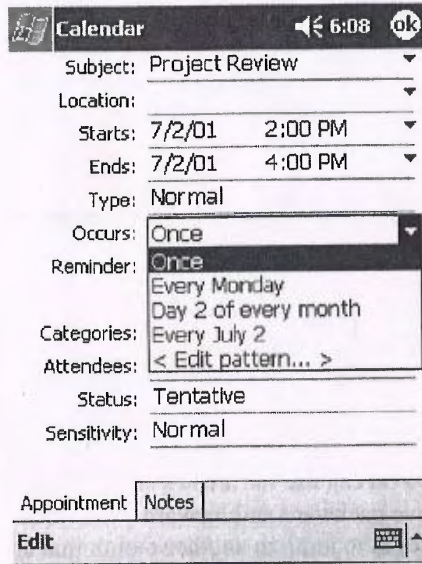 Calendar 6:08 ok
Subject: Project Review
Location:
Starts: 7/2/01 2:00 PM
Ends: 7/2/01 4:00 PM
Type: Normal
Occurs: Once
Reminder: Once
Every Monday
Day 2 of every month
Categories: Every July 2
Attendees: < Edit pattern... >
Status: Tentative
Sensitivity: Normal
Appointment Notes
Edit